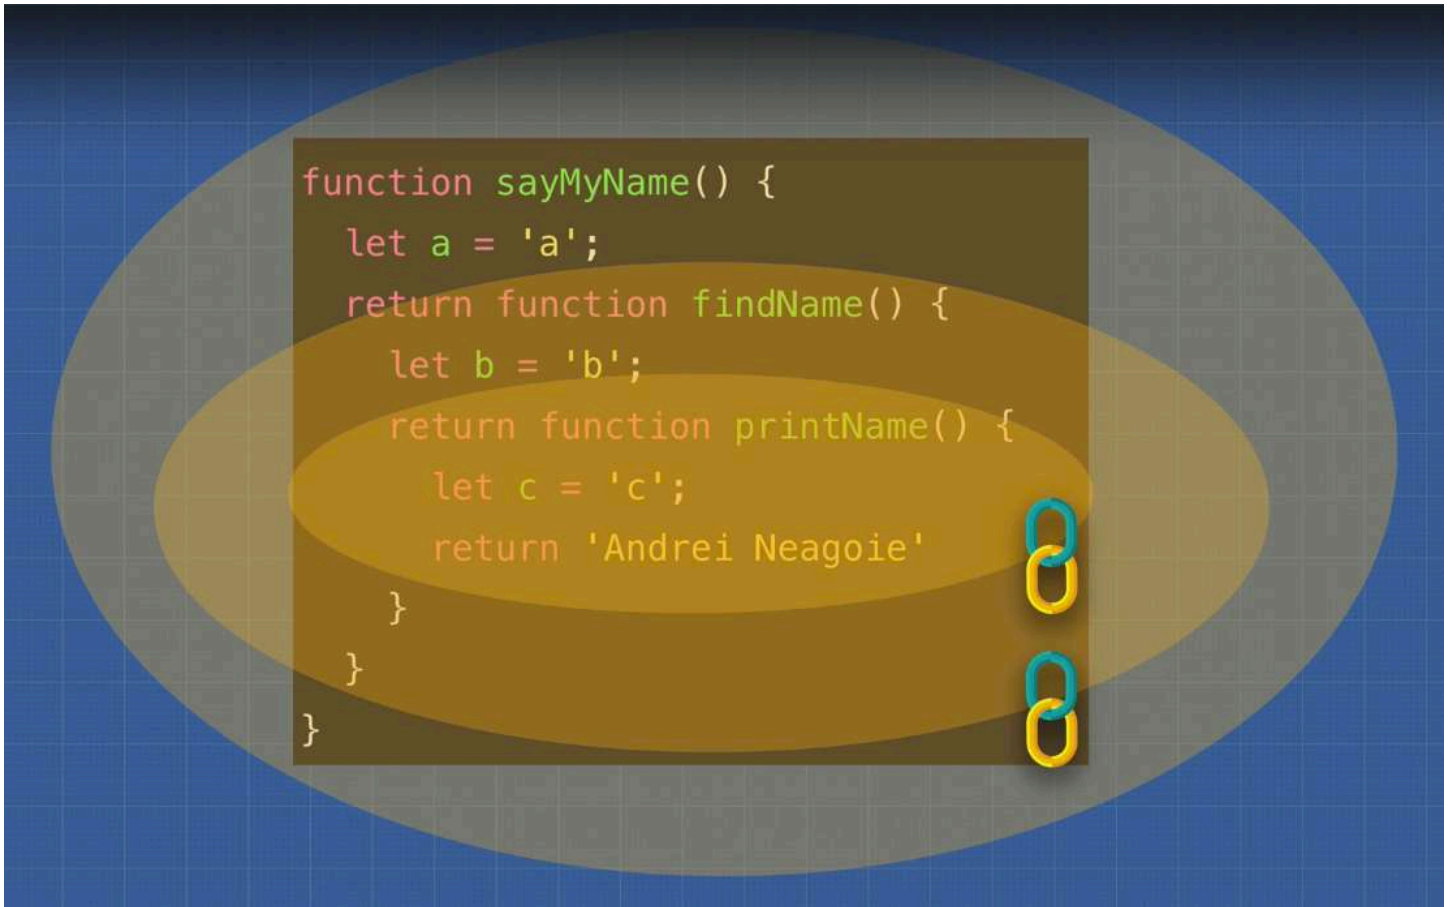 function sayMyName() {
  let a = 'a';
  return function findName() {
    let b = 'b';
    return function printName() {
      let c = 'c';
      return 'Andrei Neagoie'
    }
  }
}